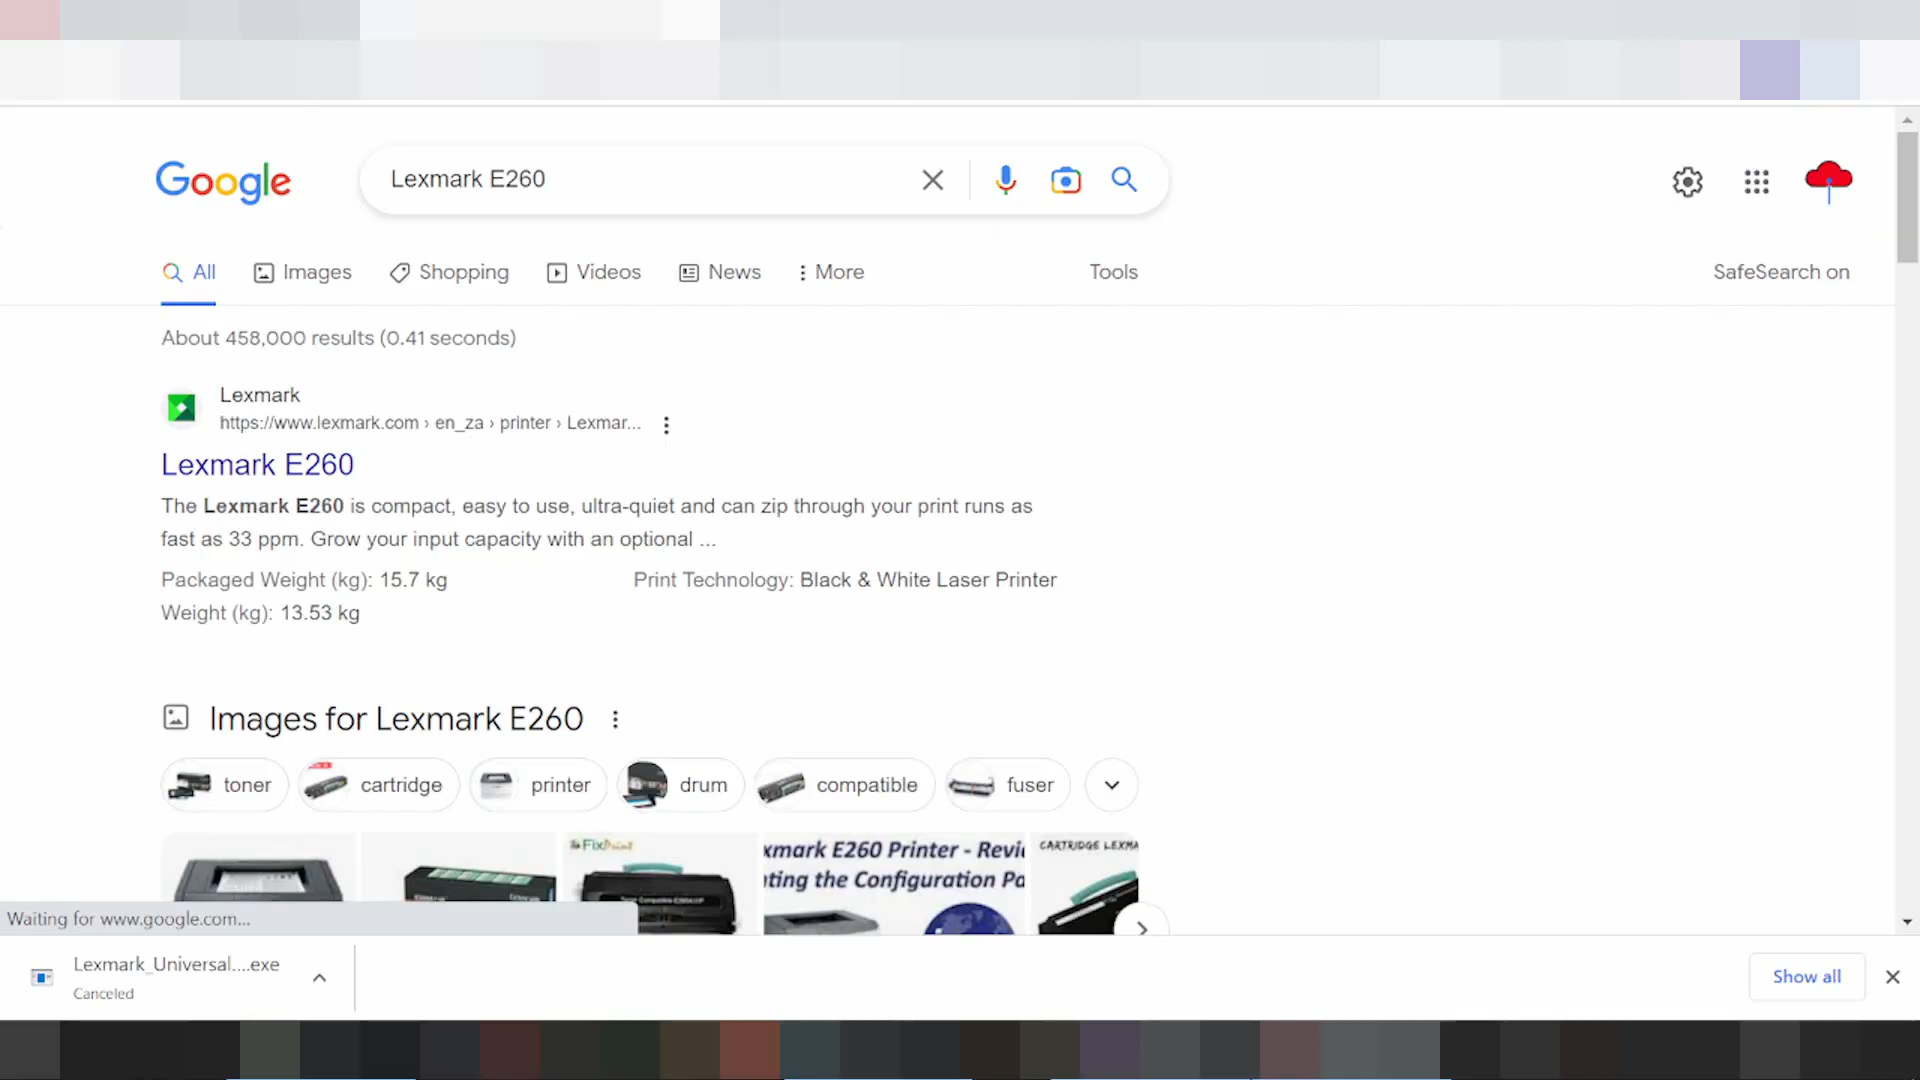 Google
Lexmark E260
All
Images
Shopping
Videos
News
More
Tools
SafeSearch on
About 458,000 results (0.41 seconds)
Lexmark
https://www.lexmark.com › en_za › printer › Lexmar...
Lexmark E260
The Lexmark E260 is compact, easy to use, ultra-quiet and can zip through your print runs as
fast as 33 ppm. Grow your input capacity with an optional ...
Packaged Weight (kg): 15.7 kg
Print Technology: Black & White Laser Printer
Weight (kg): 13.53 kg
Images for Lexmark E260
toner
cartridge
printer
drum
compatible
fuser
FixPrint
xmark E260 Printer - Revi
nting the Configuration Pa
CARTRIDGE LEXMA
Waiting for www.google.com...
Lexmark_Universal....exe
Canceled
Show all